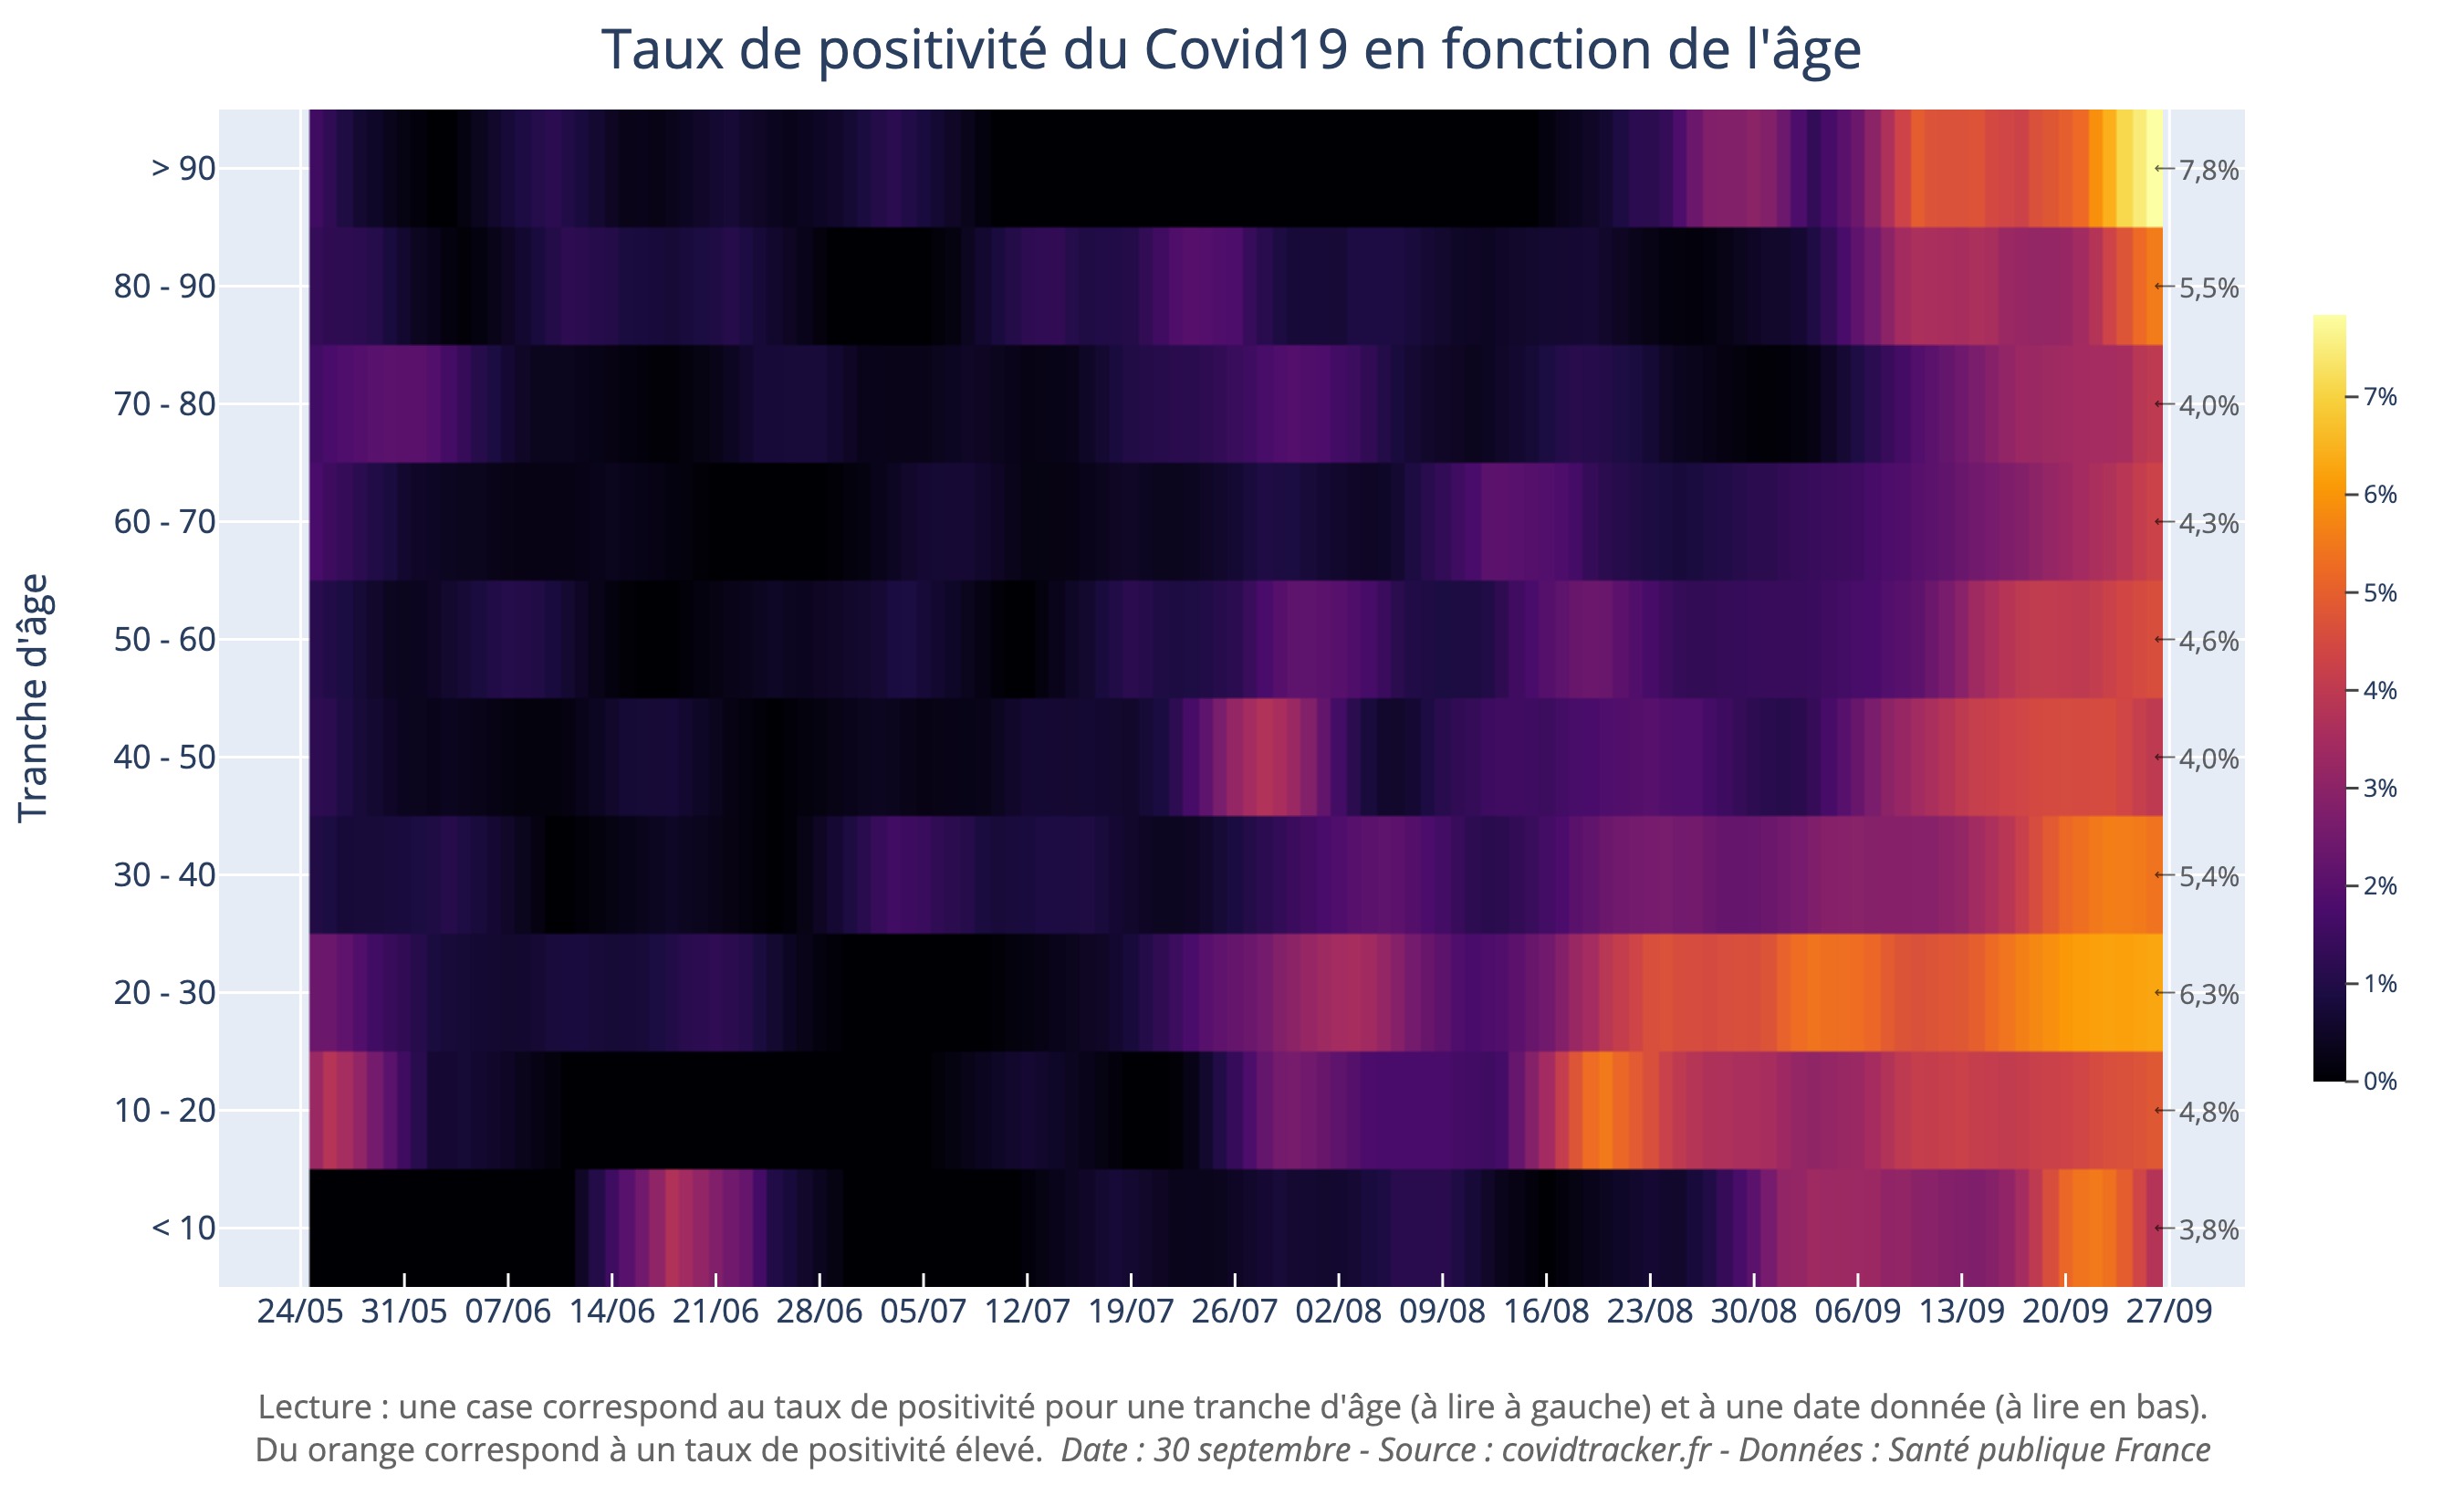 Taux de positivité du Covid19 en fonction de l'âge
Tranche d'âge
> 90
80 - 90
70 - 80
60 - 70
50 - 60
40 - 50
30 - 40
20 - 30
10 - 20
< 10
7,8%
5,5%
4,0%
4,3%
4,6%
4,0%
5,4%
6,3%
4,8%
3,8%
7%
6%
5%
4%
3%
2%
1%
0%
24/05 31/05 07/06 14/06 21/06 28/06 05/07 12/07 19/07 26/07 02/08 09/08 16/08 23/08 30/08 06/09 13/09 20/09 27/09
Lecture : une case correspond au taux de positivité pour une tranche d'âge (à lire à gauche) et à une date donnée (à lire en bas).
Du orange correspond à un taux de positivité élevé. Date : 30 septembre - Source : covidtracker.fr - Données : Santé publique France